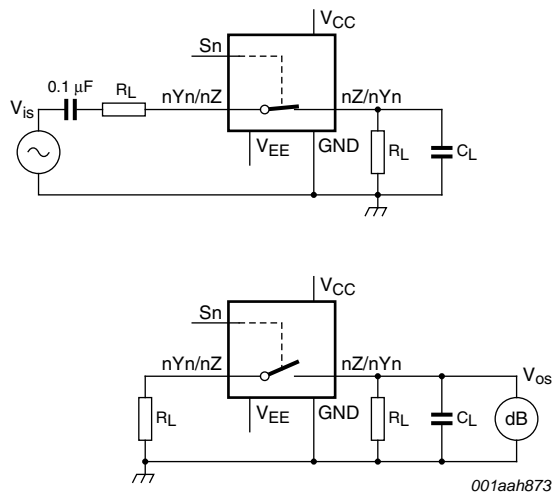 VCC
Sn
0.1 μF
RL
nYn/nZ
nZ/nYn
Vis
VEE
GND
RL
CL
VCC
Sn
nYn/nZ
nZ/nYn
Vos
RL
VEE
GND
RL
CL
dB
001aah873